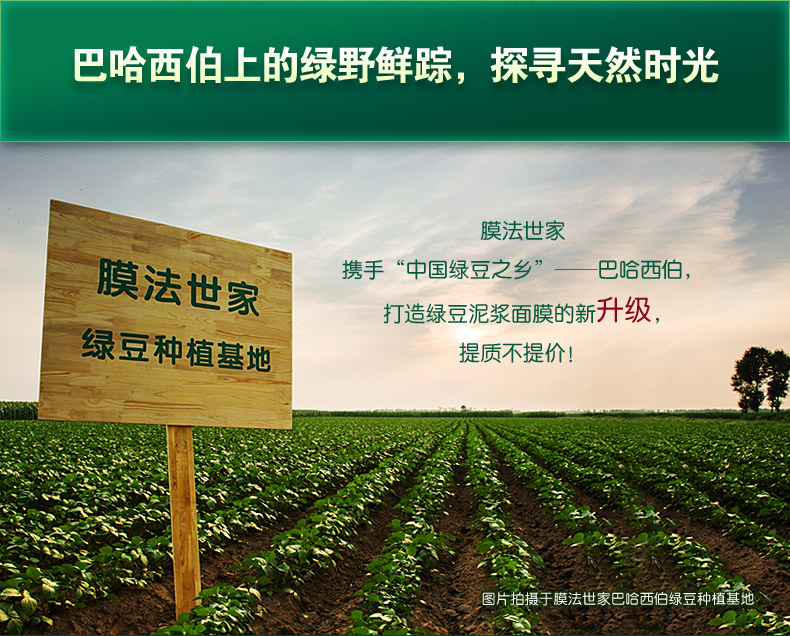 巴哈西伯上的绿野鲜踪，探寻天然时光
膜法世家
绿豆种植基地
膜法世家
携手“中国绿豆之乡”——巴哈西伯，
打造绿豆泥浆面膜的新升级，
提质不提价！
图片拍摄于膜法世家巴哈西伯绿豆种植基地